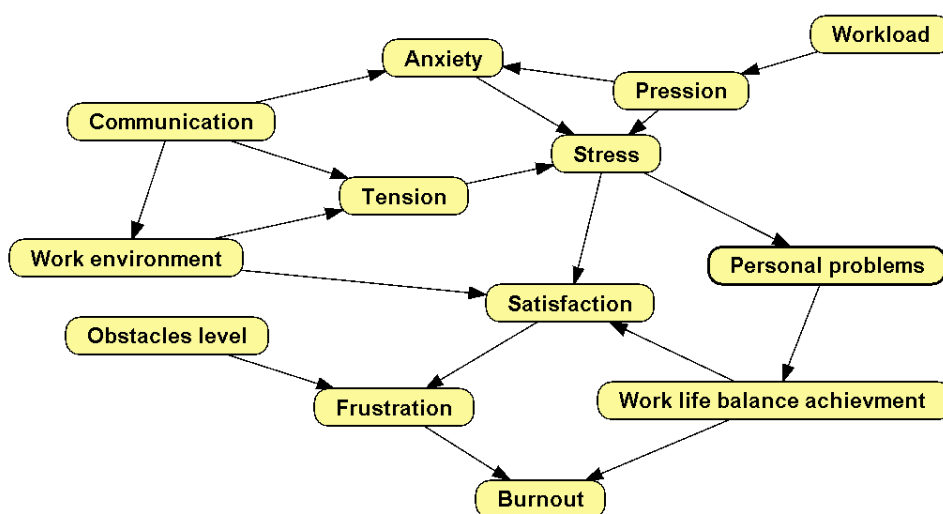 Workload
Anxiety
Pression
Communication
Stress
Tension
Work environment
Personal problems
Satisfaction
Obstacles level
Frustration
Work life balance achievment
Burnout